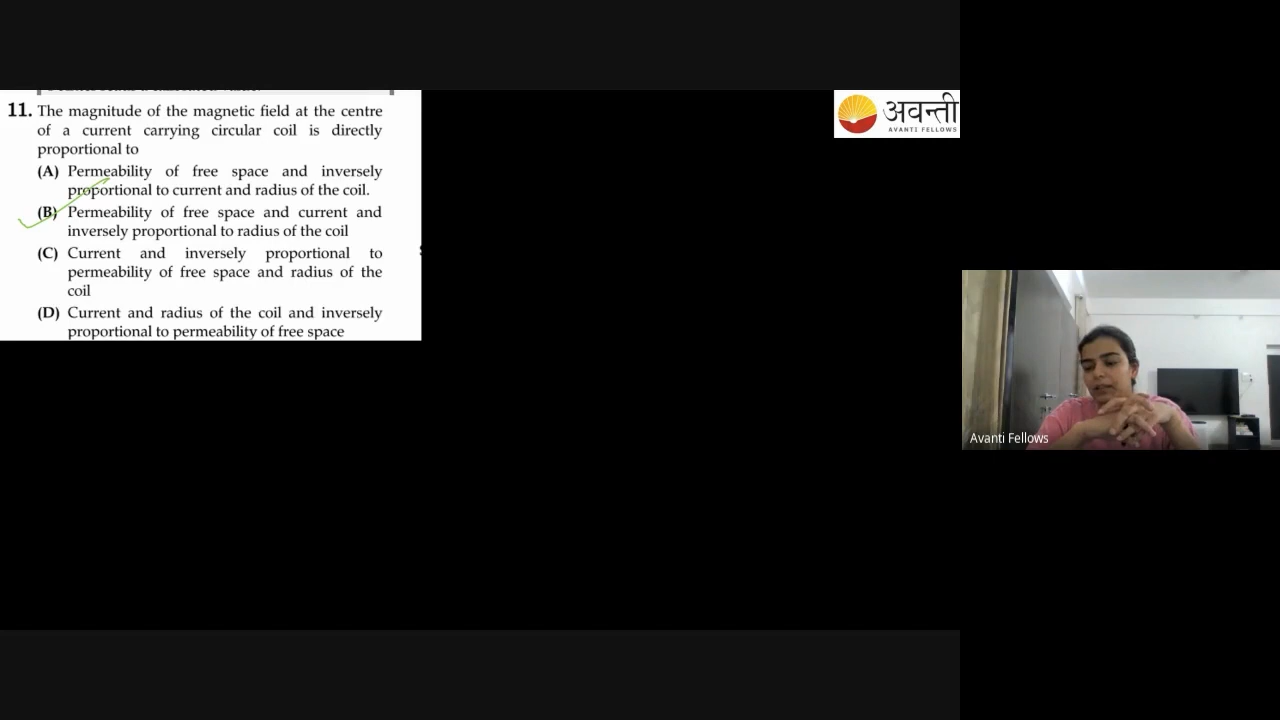 11. The magnitude of the magnetic field at the centre
of a current carrying circular coil is directly
proportional to
(A) Permeability of free space and inversely
proportional to current and radius of the coil.
(B) Permeability of free space and current and
inversely proportional to radius of the coil
(C) Current and inversely proportional to
permeability of free space and radius of the
coil
(D) Current and radius of the coil and inversely
proportional to permeability of free space
अवन्ती
AVANTI FELLOWS
Avanti Fellows